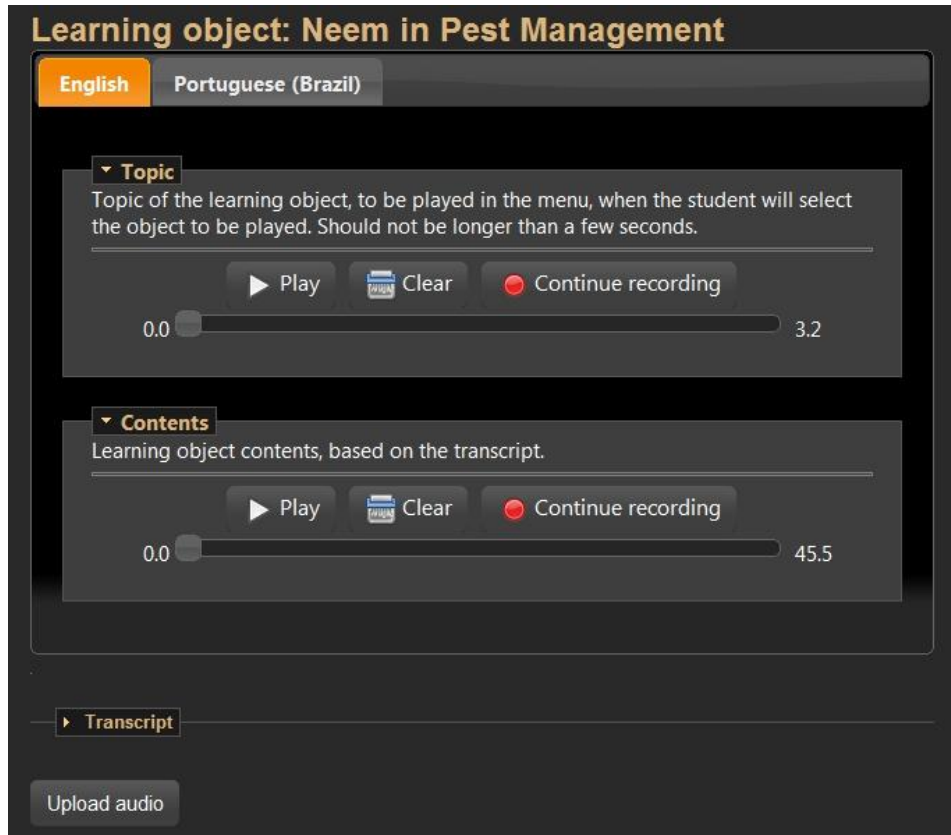 Learning object: Neem in Pest Management
English Portuguese (Brazil)
Topic
Topic of the learning object, to be played in the menu, when the student will select
the object to be played. Should not be longer than a few seconds.
Play Clear Continue recording
0.0 3.2
Contents
Learning object contents, based on the transcript.
Play Clear Continue recording
0.0 45.5
Transcript
Upload audio